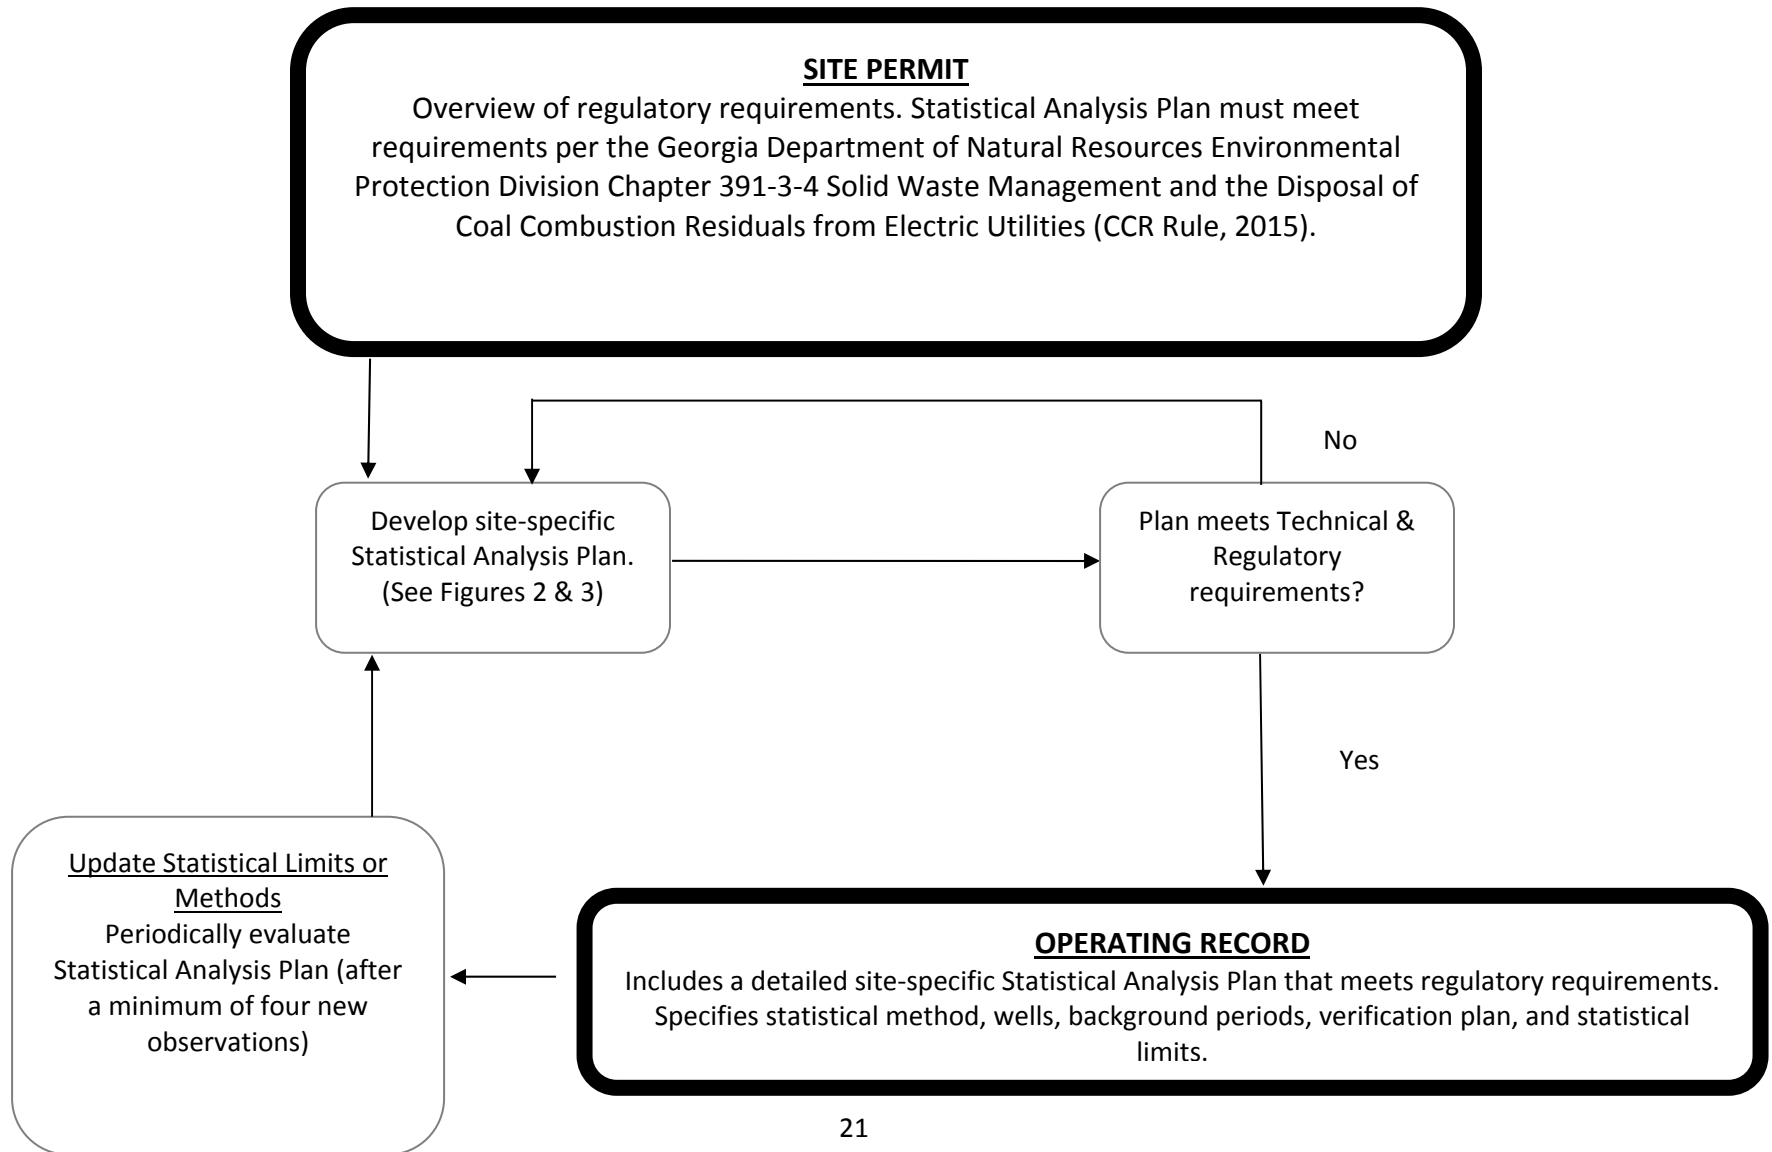 SITE PERMIT
Overview of regulatory requirements. Statistical Analysis Plan must meet
requirements per the Georgia Department of Natural Resources Environmental
Protection Division Chapter 391-3-4 Solid Waste Management and the Disposal of
Coal Combustion Residuals from Electric Utilities (CCR Rule, 2015).
No
Develop site-specific
Statistical Analysis Plan.
(See Figures 2 & 3)
Plan meets Technical &
Regulatory
requirements?
Yes
Update Statistical Limits or
Methods
Periodically evaluate
Statistical Analysis Plan (after
a minimum of four new
observations)
OPERATING RECORD
Includes a detailed site-specific Statistical Analysis Plan that meets regulatory requirements.
Specifies statistical method, wells, background periods, verification plan, and statistical
limits.
21